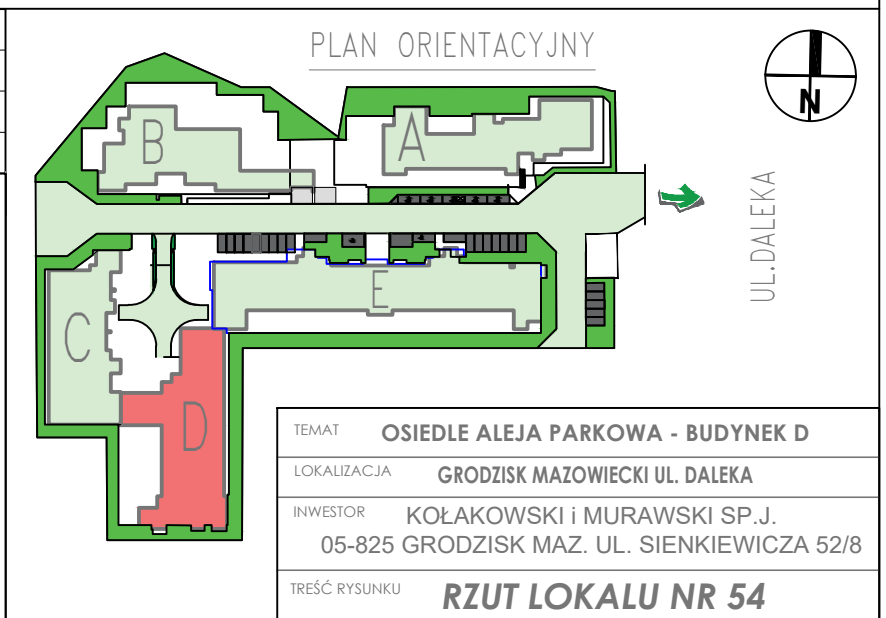 PLAN ORIENTACYJNY
N
B
A
UL.DALEKA
E
C
D
TEMAT OSIEDLE ALEJA PARKOWA - BUDYNEK D
LOKALIZACJA GRODZISK MAZOWIECKI UL. DALEKA
INWESTOR KOŁAKOWSKI i MURAWSKI SP.J.
05-825 GRODZISK MAZ. UL. SIENKIEWICZA 52/8
TREŚĆ RYSUNKU RZUT LOKALU NR 54